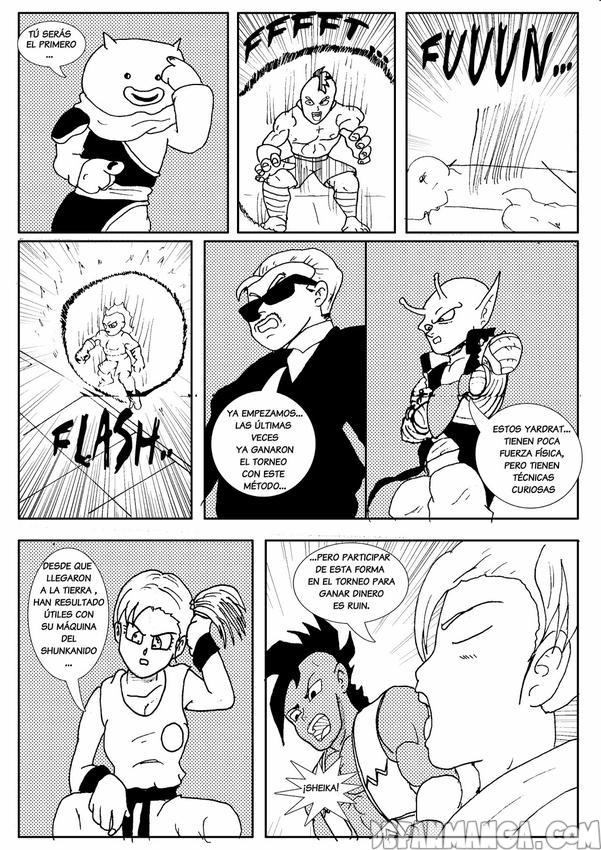 TÚ SERÁS
EL PRIMERO
...
FFFFT...
FUUUN...
FLASH...
YA EMPEZAMOS...
LAS ÚLTIMAS
VECES
YA GANARON
EL TORNEO
CON ESTE
MÉTODO...
ESTOS YARDRAT...
TIENEN POCA
FUERZA FÍSICA,
PERO TIENEN
TÉCNICAS
CURIOSAS
DESDE QUE
LLEGARON
A LA TIERRA ,
HAN RESULTADO
ÚTILES CON
SU MÁQUINA
DEL
SHUNKANIDO
...
...PERO PARTICIPAR
DE ESTA FORMA
EN EL TORNEO PARA
GANAR DINERO
ES RUIN.
¡SHEIKA!
DBFANMANGA.COM